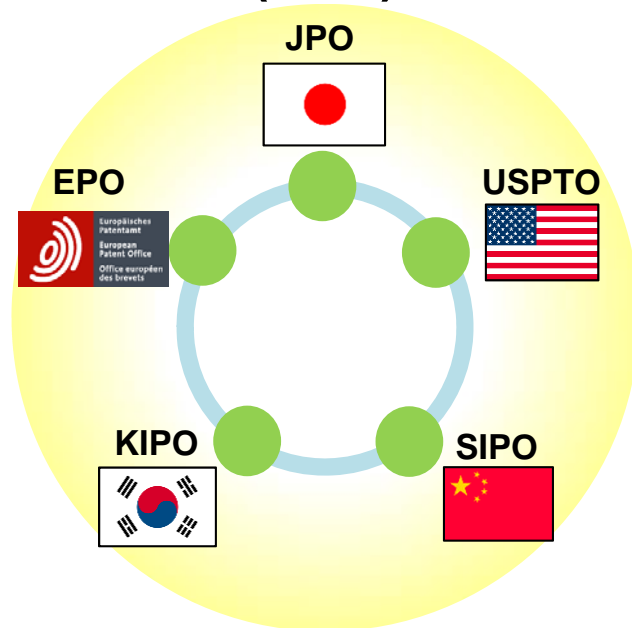 JPO
EPO
USPTO
Europäisches
Patentamt
European
Patent Office
Office européen
des brevets
KIPO
SIPO